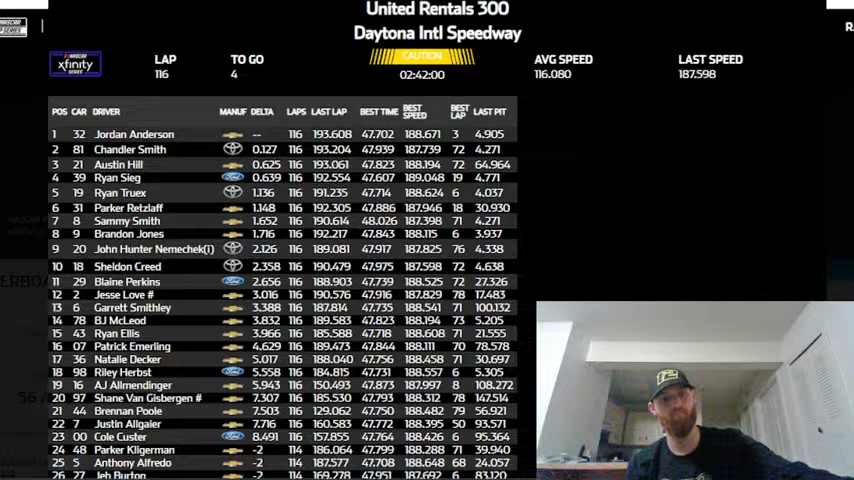 United Rentals 300
Daytona Intl Speedway
LAP TO GO CAUTION AVG SPEED LAST SPEED
xfinity
SERIES
116 4 02:42:00 116.080 187.598
POS CAR DRIVER MANUF DELTA LAPS LAST LAP BEST TIME BEST SPEED BEST LAP LAST PIT
1 32 Jordan Anderson -- 116 193.608 47.702 188.671 3 4.905
2 81 Chandler Smith 0.127 116 193.204 47.939 187.739 72 4.271
3 21 Austin Hill 0.625 116 193.061 47.823 188.194 72 64.964
4 39 Ryan Sieg Ford 0.639 116 192.554 47.607 189.048 19 4.771
5 19 Ryan Truex 1.136 116 191.235 47.714 188.624 6 4.037
6 31 Parker Retzlaff 1.148 116 192.305 47.886 187.946 18 30.930
7 8 Sammy Smith 1.652 116 190.614 48.026 187.398 71 4.271
8 9 Brandon Jones 1.716 116 192.217 47.843 188.115 6 3.937
9 20 John Hunter Nemechek(i) 2.126 116 189.081 47.917 187.825 76 4.338
10 18 Sheldon Creed 2.358 116 190.479 47.975 187.598 72 4.638
11 29 Blaine Perkins Ford 2.656 116 188.903 47.739 188.525 72 27.326
12 2 Jesse Love # 3.016 116 190.576 47.916 187.829 78 17.483
13 6 Garrett Smithley 3.388 116 187.814 47.735 188.541 71 100.132
14 78 BJ McLeod 3.832 116 189.583 47.823 188.194 73 5.205
15 43 Ryan Ellis 3.966 116 185.588 47.718 188.608 71 21.555
16 07 Patrick Emerling 4.629 116 189.473 47.844 188.111 70 78.578
17 36 Natalie Decker 5.017 116 188.040 47.756 188.458 71 30.697
18 98 Riley Herbst Ford 5.558 116 184.815 47.731 188.557 6 5.305
19 16 AJ Allmendinger 5.943 116 150.493 47.873 187.997 8 108.272
20 97 Shane Van Gisbergen # 7.307 116 185.530 47.793 188.312 78 147.514
21 44 Brennan Poole 7.503 116 129.062 47.750 188.482 79 56.921
22 7 Justin Allgaier 7.716 116 160.583 47.772 188.395 50 93.571
23 00 Cole Custer Ford 8.491 116 157.855 47.764 188.426 6 95.364
24 48 Parker Kligerman -2 114 186.064 47.799 188.288 71 39.940
25 5 Anthony Alfredo -2 114 187.577 47.708 188.648 68 24.057
26 27 Jeb Burton -2 114 169.278 47.951 187.692 6 83.120